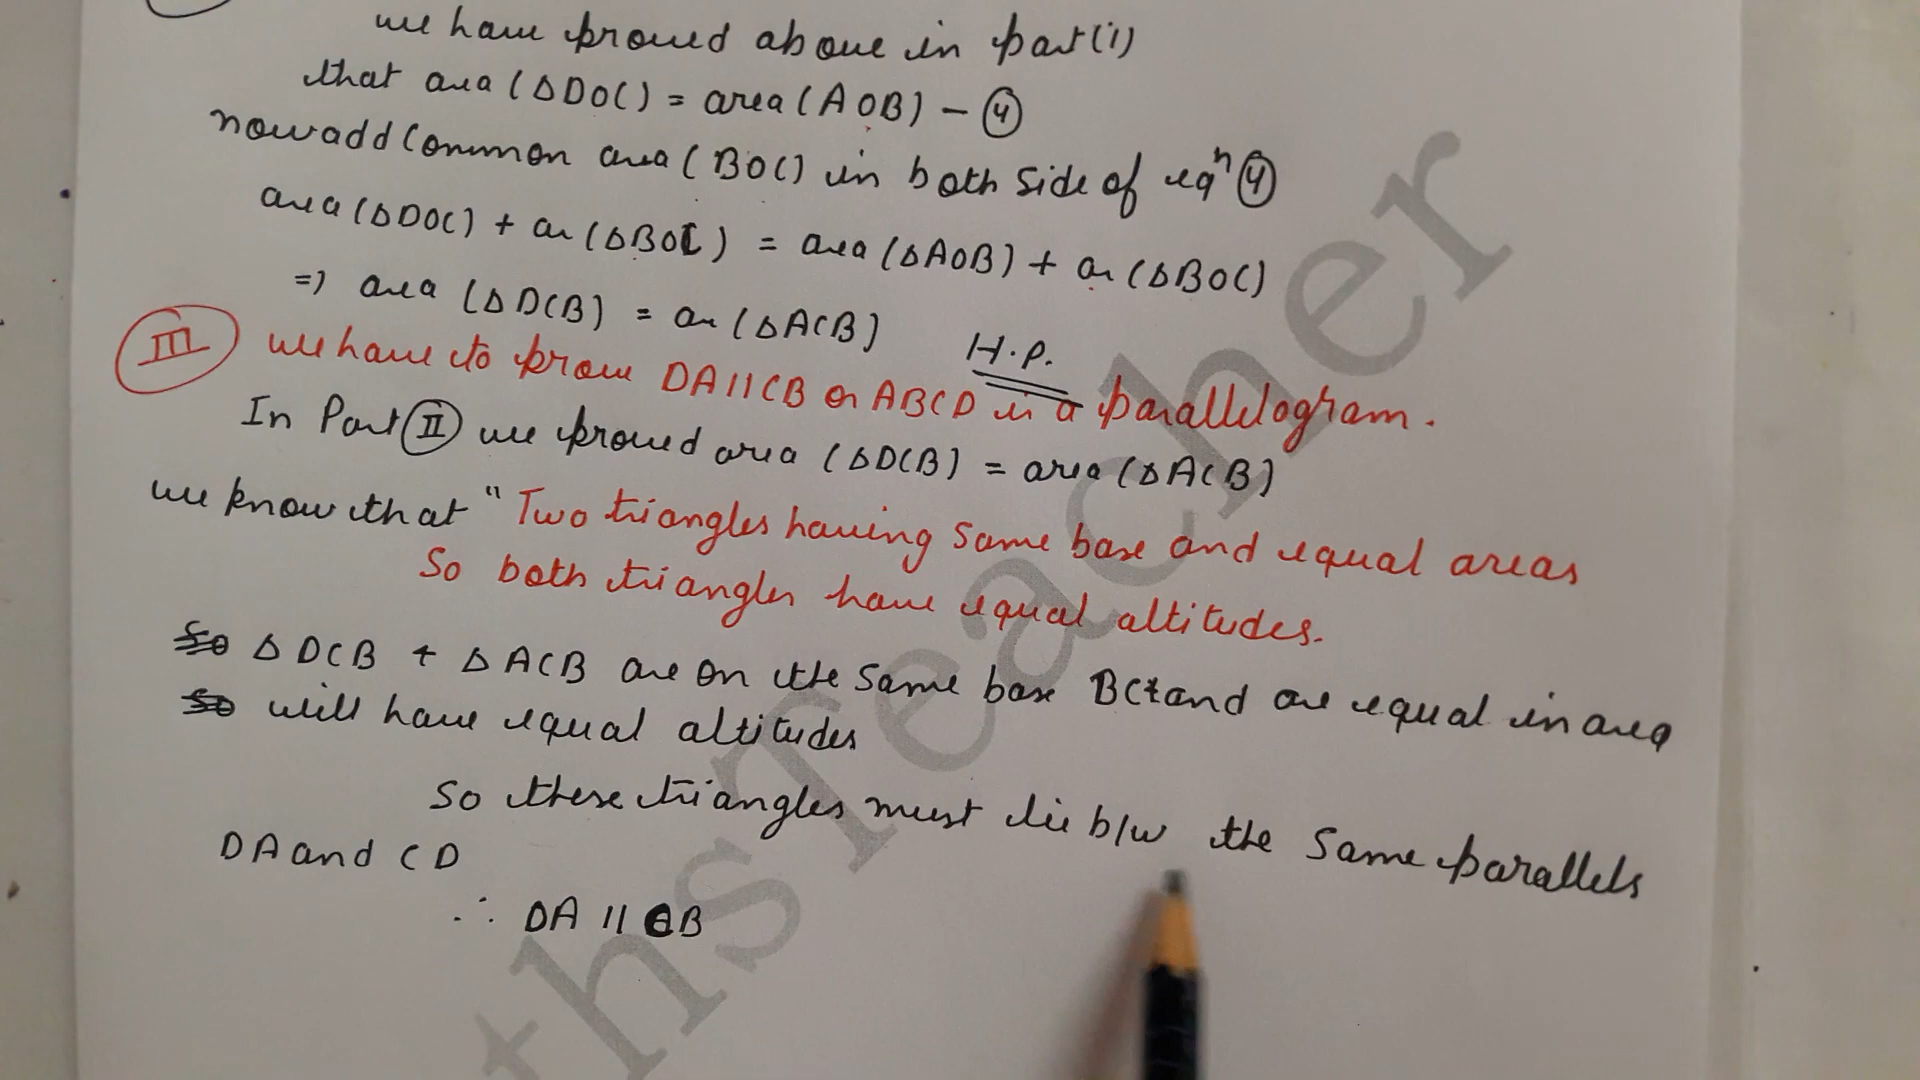 we have proved above in part(i)
that area (ΔDOC) = area (AOB) - ④
now add common area (BOC) in both side of eqⁿ ④
area (ΔDOC) + ar (ΔBOC) = area (ΔAOB) + ar (ΔBOC)
=) area (ΔDCB) = ar (ΔACB)
H.P.
III we have to prove DA||CB or ABCD is a parallelogram.
In Part II we proved area (ΔDCB) = area (ΔACB)
we know that "Two triangles having same base and equal areas
So both triangles have equal altitudes.
So Δ DCB + Δ ACB are on the same base BC+and are equal in area
So will have equal altitudes
So these triangles must lie b/w the same parallels
DA and CD
∴ DA || CB
hsTeacher